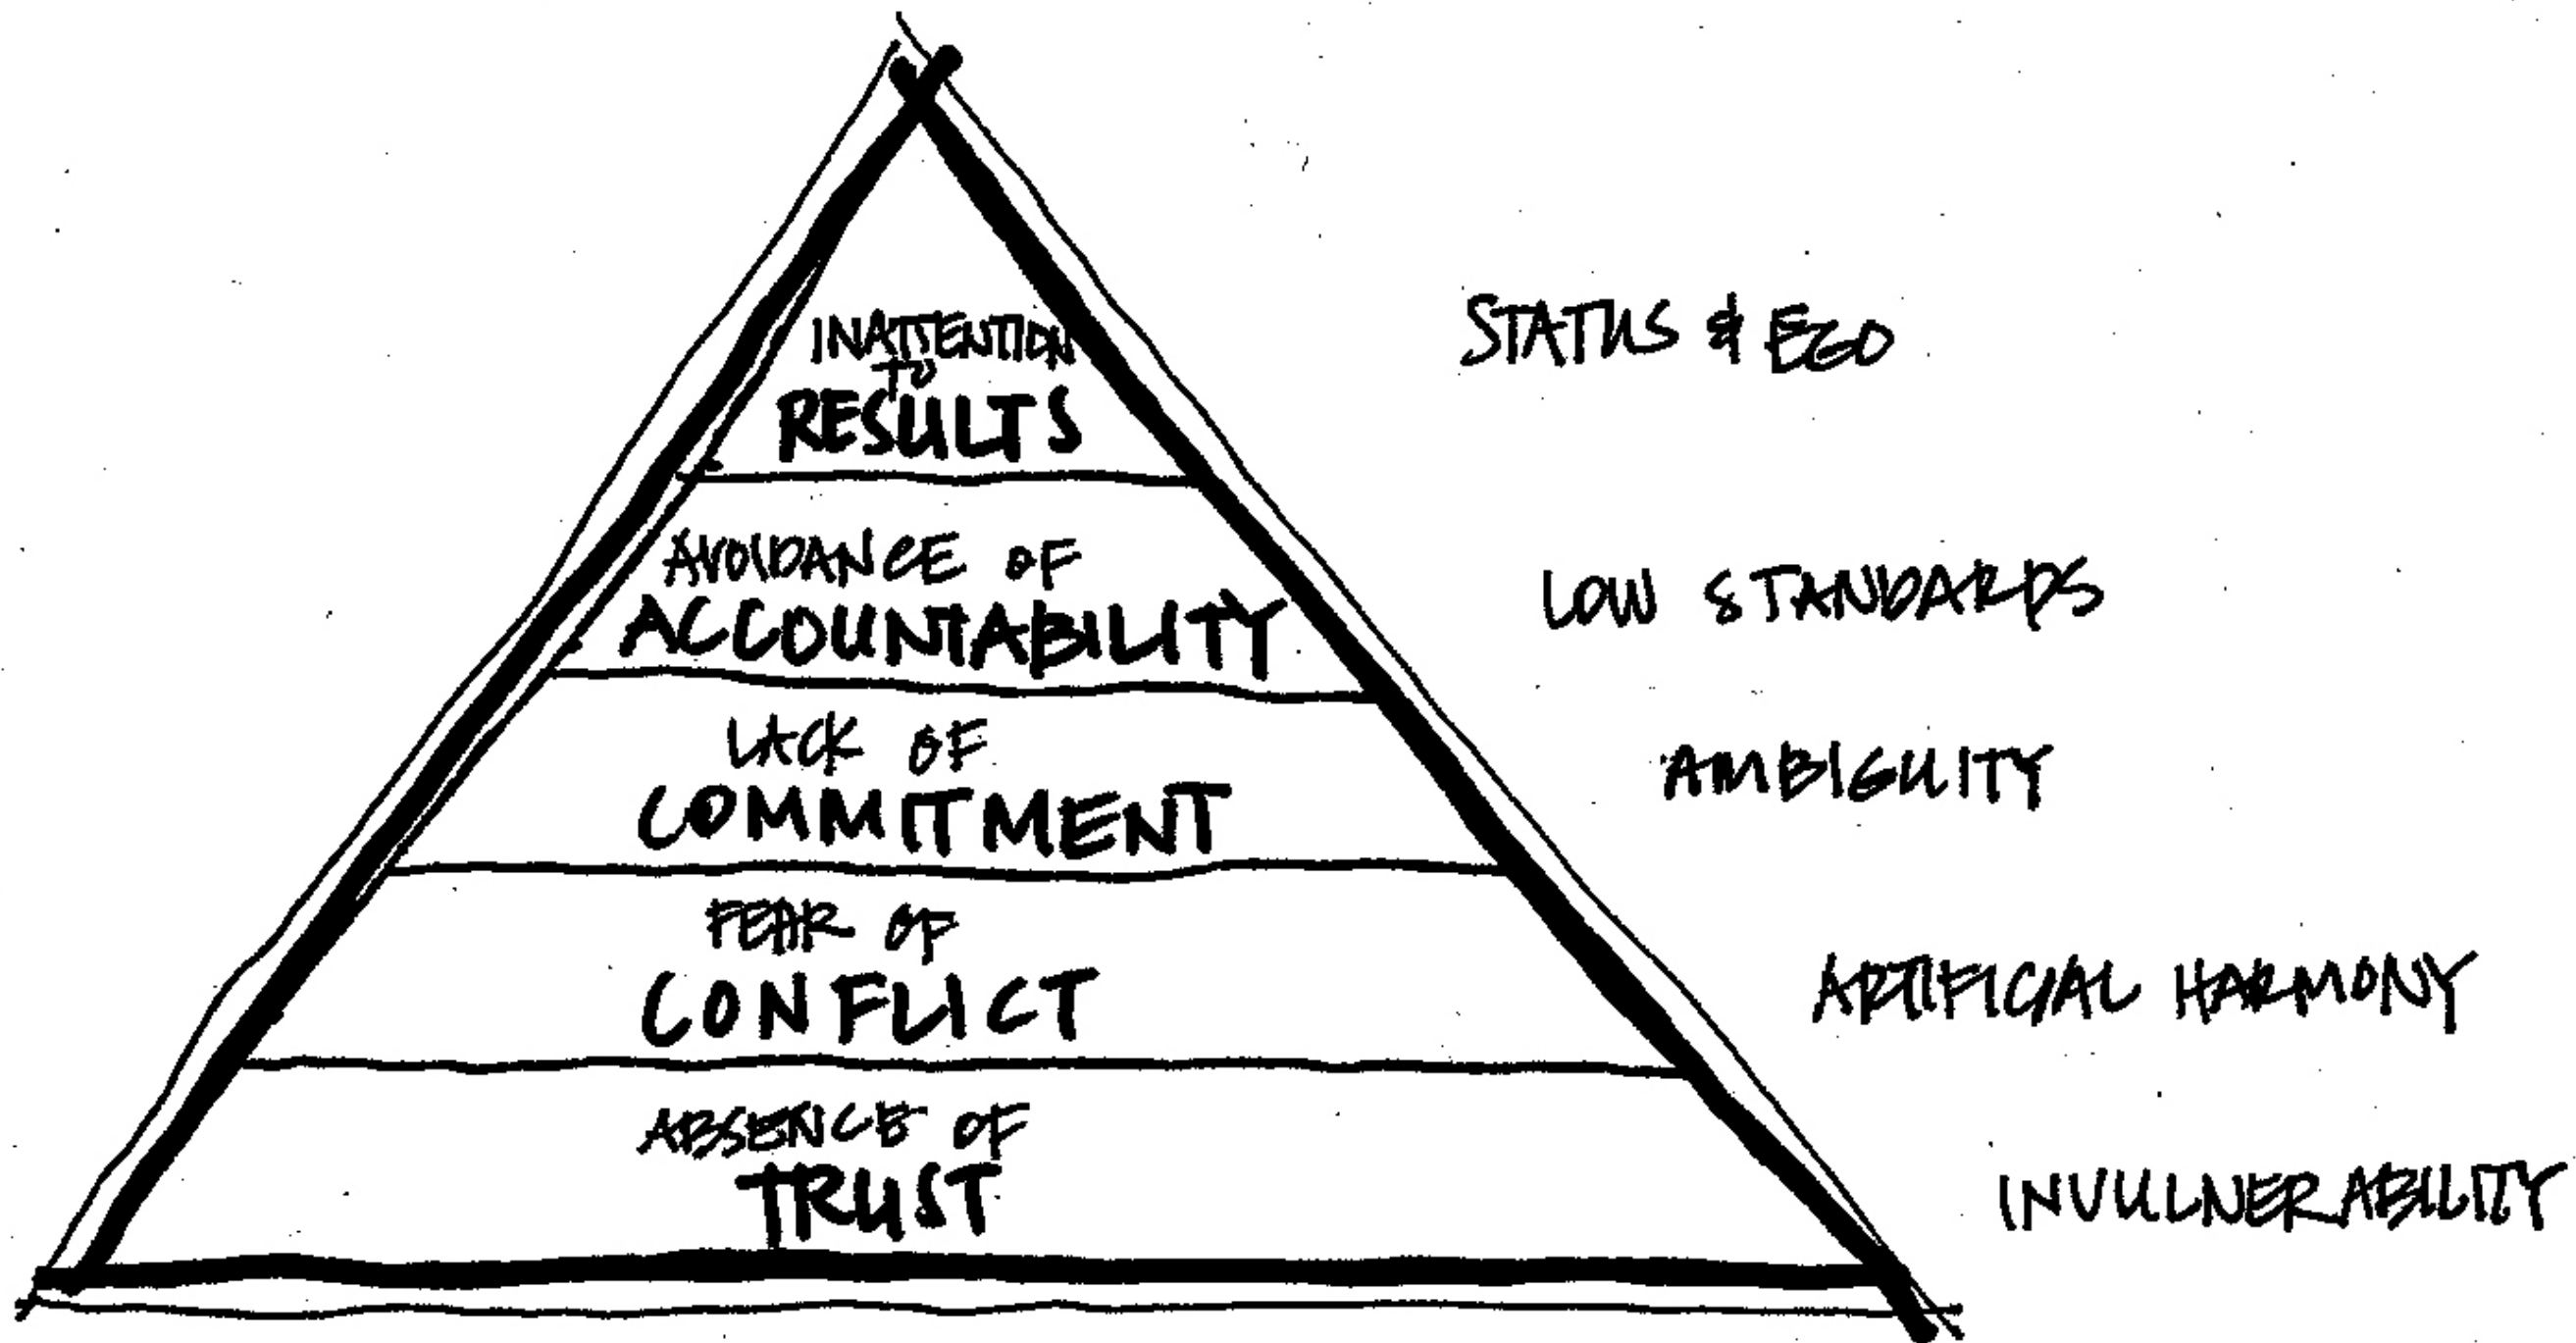 INATTENTION
TO
RESULTS
STATUS & EGO
AVOIDANCE OF
ACCOUNTABILITY
LOW STANDARDS
LACK OF
COMMITMENT
AMBIGUITY
FEAR OF
CONFLICT
ARTIFICIAL HARMONY
ABSENCE OF
TRUST
INVULNERABILITY